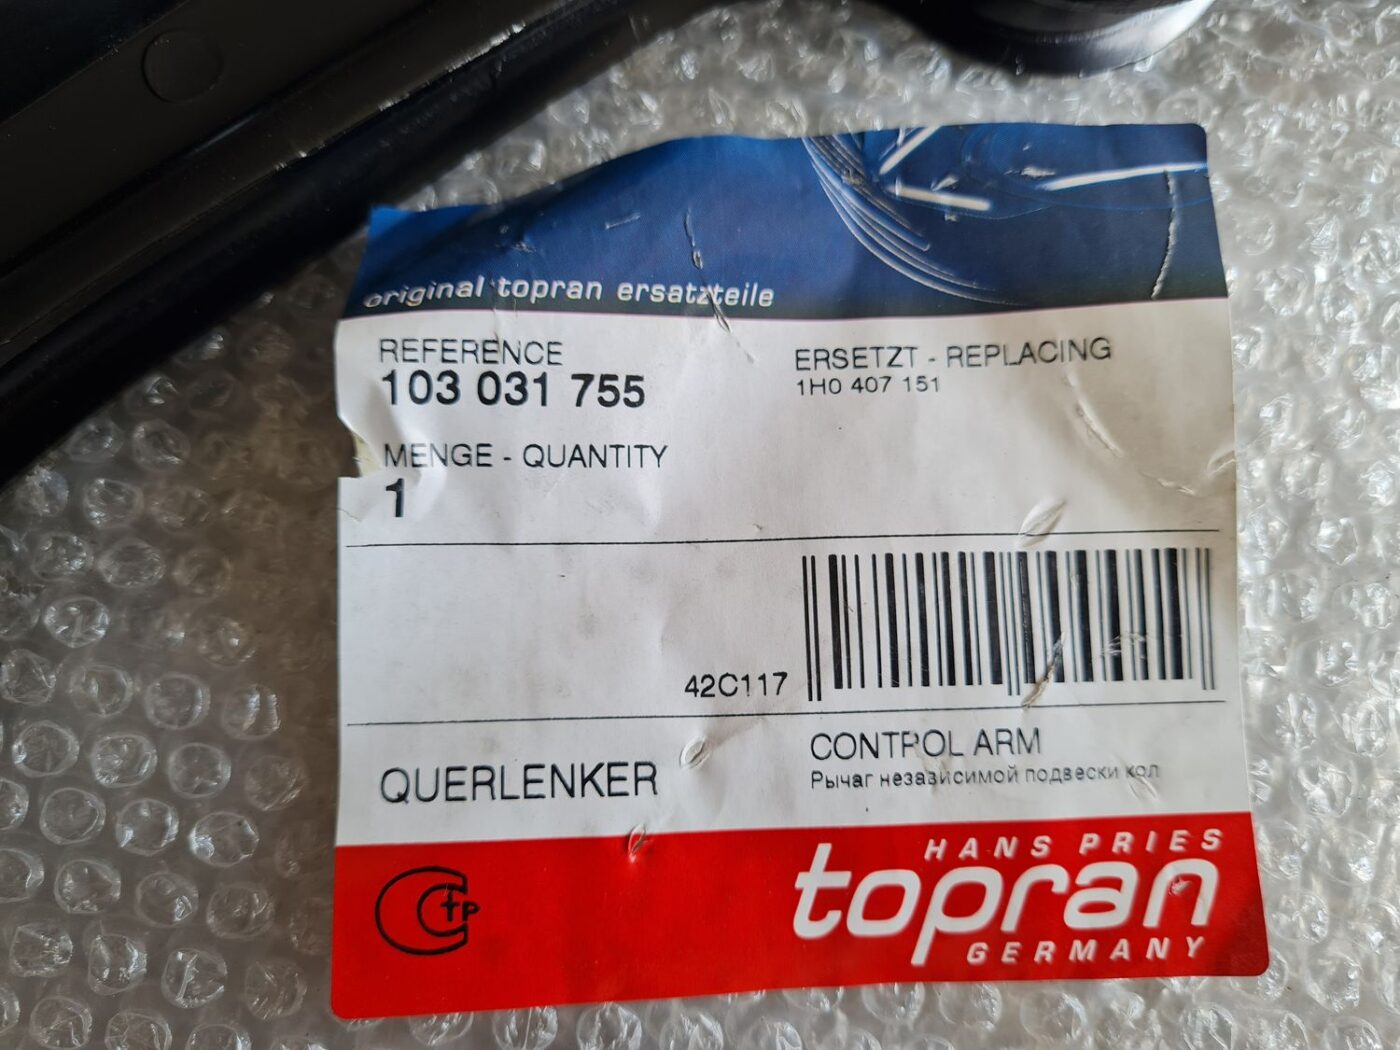 original topran ersatzteile
REFERENCE
103 031 755
ERSETZT - REPLACING
1H0 407 151
MENGE - QUANTITY
1
42C117
QUERLENKER
CONTROL ARM
Рычаг независимой подвески кол
HANS PRIES
topran
GERMANY